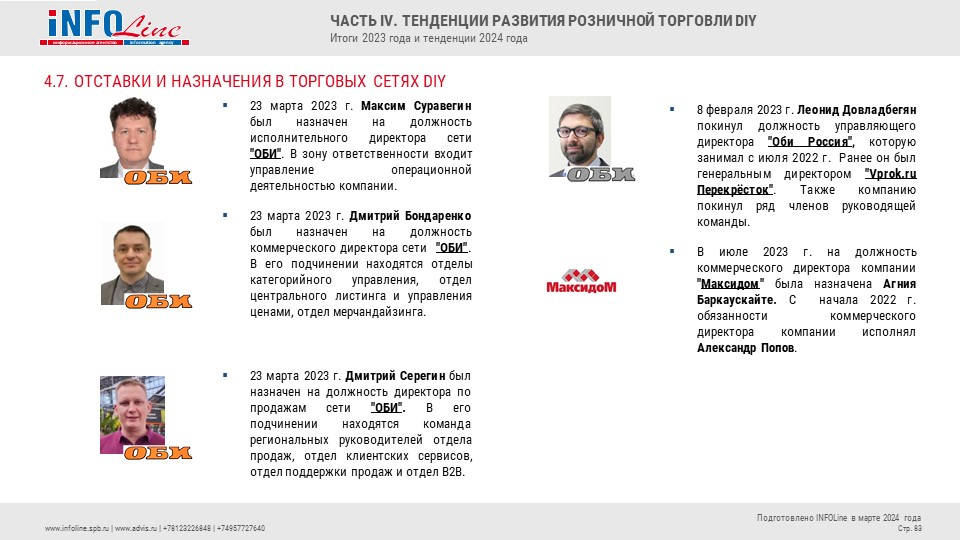 iNFO Line
информационное агентство information agency
ЧАСТЬ IV. ТЕНДЕНЦИИ РАЗВИТИЯ РОЗНИЧНОЙ ТОРГОВЛИ DIY
Итоги 2023 года и тенденции 2024 года
4.7. ОТСТАВКИ И НАЗНАЧЕНИЯ В ТОРГОВЫХ СЕТЯХ DIY
ОБИ
▪ 23 марта 2023 г. Максим Суравегин
был назначен на должность
исполнительного директора сети
"ОБИ". В зону ответственности входит
управление операционной
деятельностью компании.
ОБИ
▪ 23 марта 2023 г. Дмитрий Бондаренко
был назначен на должность
коммерческого директора сети "ОБИ".
В его подчинении находятся отделы
категорийного управления, отдел
центрального листинга и управления
ценами, отдел мерчандайзинга.
ОБИ
▪ 23 марта 2023 г. Дмитрий Серегин был
назначен на должность директора по
продажам сети "ОБИ". В его
подчинении находятся команда
региональных руководителей отдела
продаж, отдел клиентских сервисов,
отдел поддержки продаж и отдел B2B.
ОБИ
▪ 8 февраля 2023 г. Леонид Довладбегян
покинул должность управляющего
директора "Оби Россия", которую
занимал с июля 2022 г. Ранее он был
генеральным директором "Vprok.ru
Перекрёсток". Также компанию
покинул ряд членов руководящей
команды.
МаксидоМ
▪ В июле 2023 г. на должность
коммерческого директора компании
"Максидом" была назначена Агния
Баркаускайте. С начала 2022 г.
обязанности коммерческого
директора компании исполнял
Александр Попов.
www.infoline.spb.ru | www.advis.ru | +78123226848 | +74957727640
Подготовлено INFOLine в марте 2024 года
Стр. 83